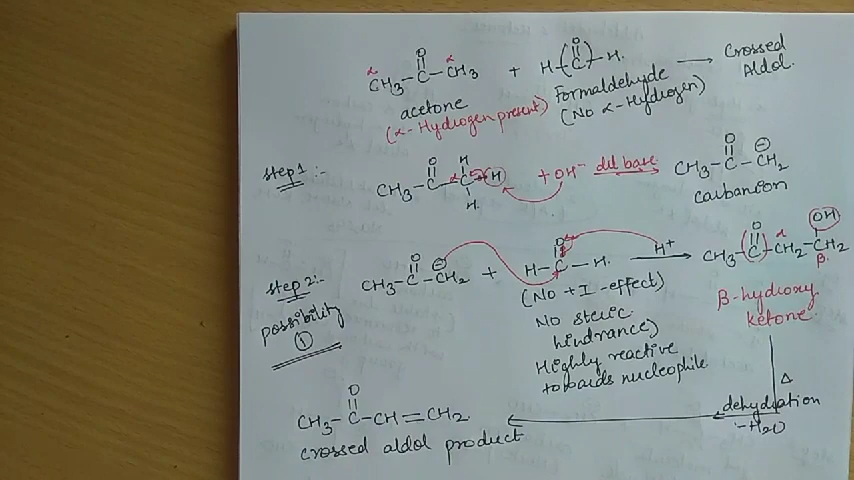 O O
α α
CH3-C-CH3 + H-(C)-H. → Crossed Aldol.
acetone Formaldehyde
(α-Hydrogen present) (No α-Hydrogen)
Step 1:-
O H O ⊖
CH3-C-C-H + OH- dil base → CH3-C-CH2
α
H. Carbanion
Step 2:-
O ⊖ O H+ O α OH
CH3-C-CH2 + H-C-H. → CH3-(C)-CH2-CH2
β
possibility (No +I-effect) β-hydroxy
① No steric ketone.
hindrance)
Highly reactive
towards nucleophile
Δ
dehydration
-H2O
O
CH3-C-CH=CH2.
crossed aldol product